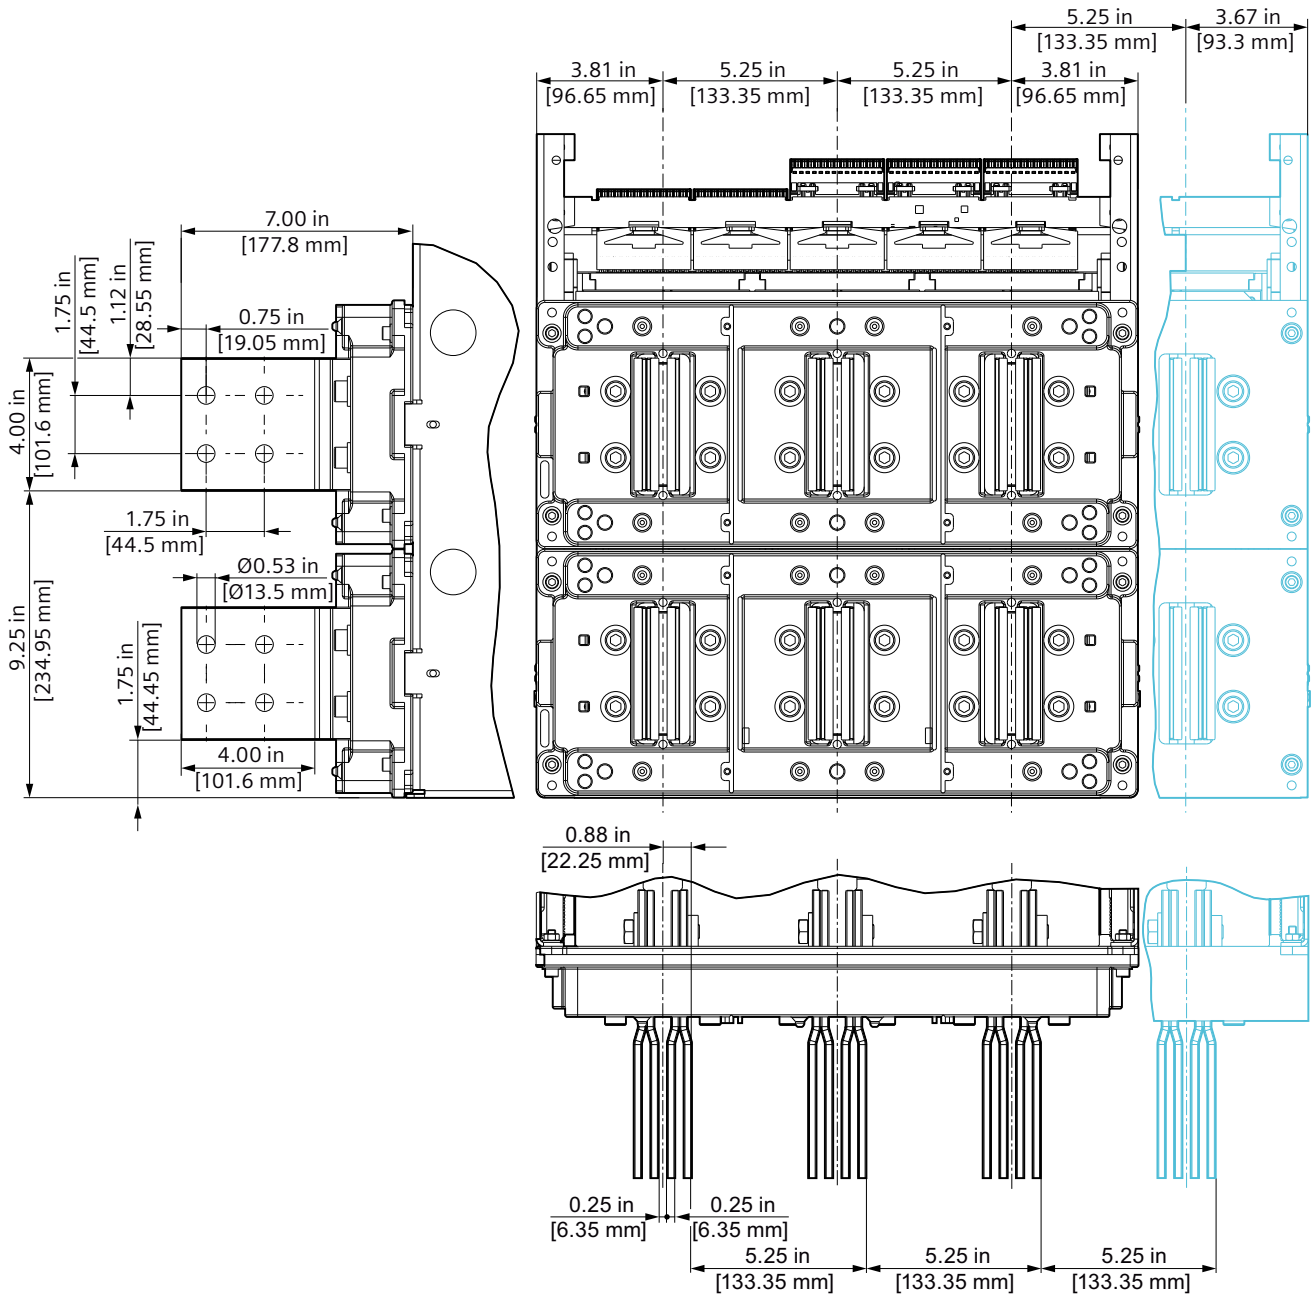 5.25 in
[133.35 mm]
3.67 in
[93.3 mm]
3.81 in
[96.65 mm]
5.25 in
[133.35 mm]
5.25 in
[133.35 mm]
3.81 in
[96.65 mm]
7.00 in
[177.8 mm]
1.75 in
[44.5 mm]
1.12 in
[28.55 mm]
0.75 in
[19.05 mm]
4.00 in
[101.6 mm]
1.75 in
[44.5 mm]
Ø0.53 in
[Ø13.5 mm]
9.25 in
[234.95 mm]
1.75 in
[44.45 mm]
4.00 in
[101.6 mm]
0.88 in
[22.25 mm]
0.25 in
[6.35 mm]
0.25 in
[6.35 mm]
5.25 in
[133.35 mm]
5.25 in
[133.35 mm]
5.25 in
[133.35 mm]